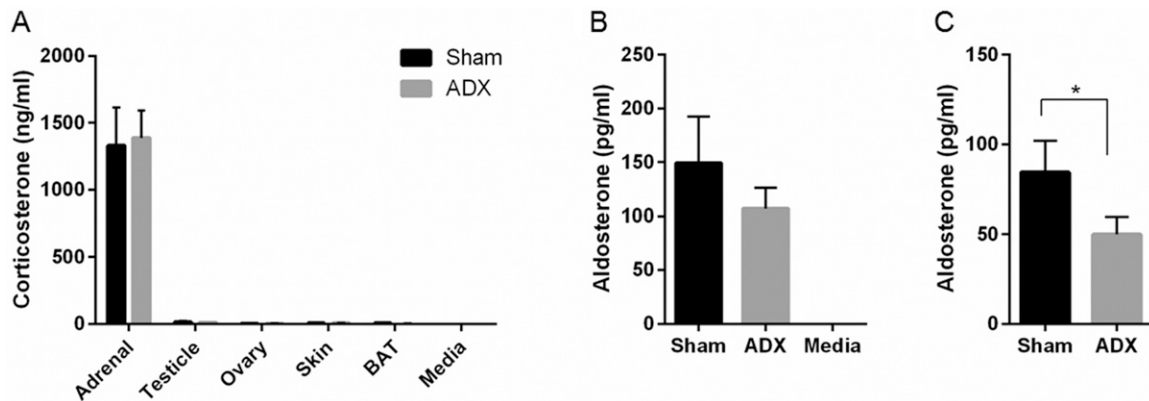 A
Corticosterone (ng/ml)
2000
1500
1000
500
0
Adrenal
Testicle
Ovary
Skin
BAT
Media
Sham
ADX
B
Aldosterone (pg/ml)
250
200
150
100
50
0
Sham ADX Media
C
Aldosterone (pg/ml)
150
100
50
0
*
Sham ADX